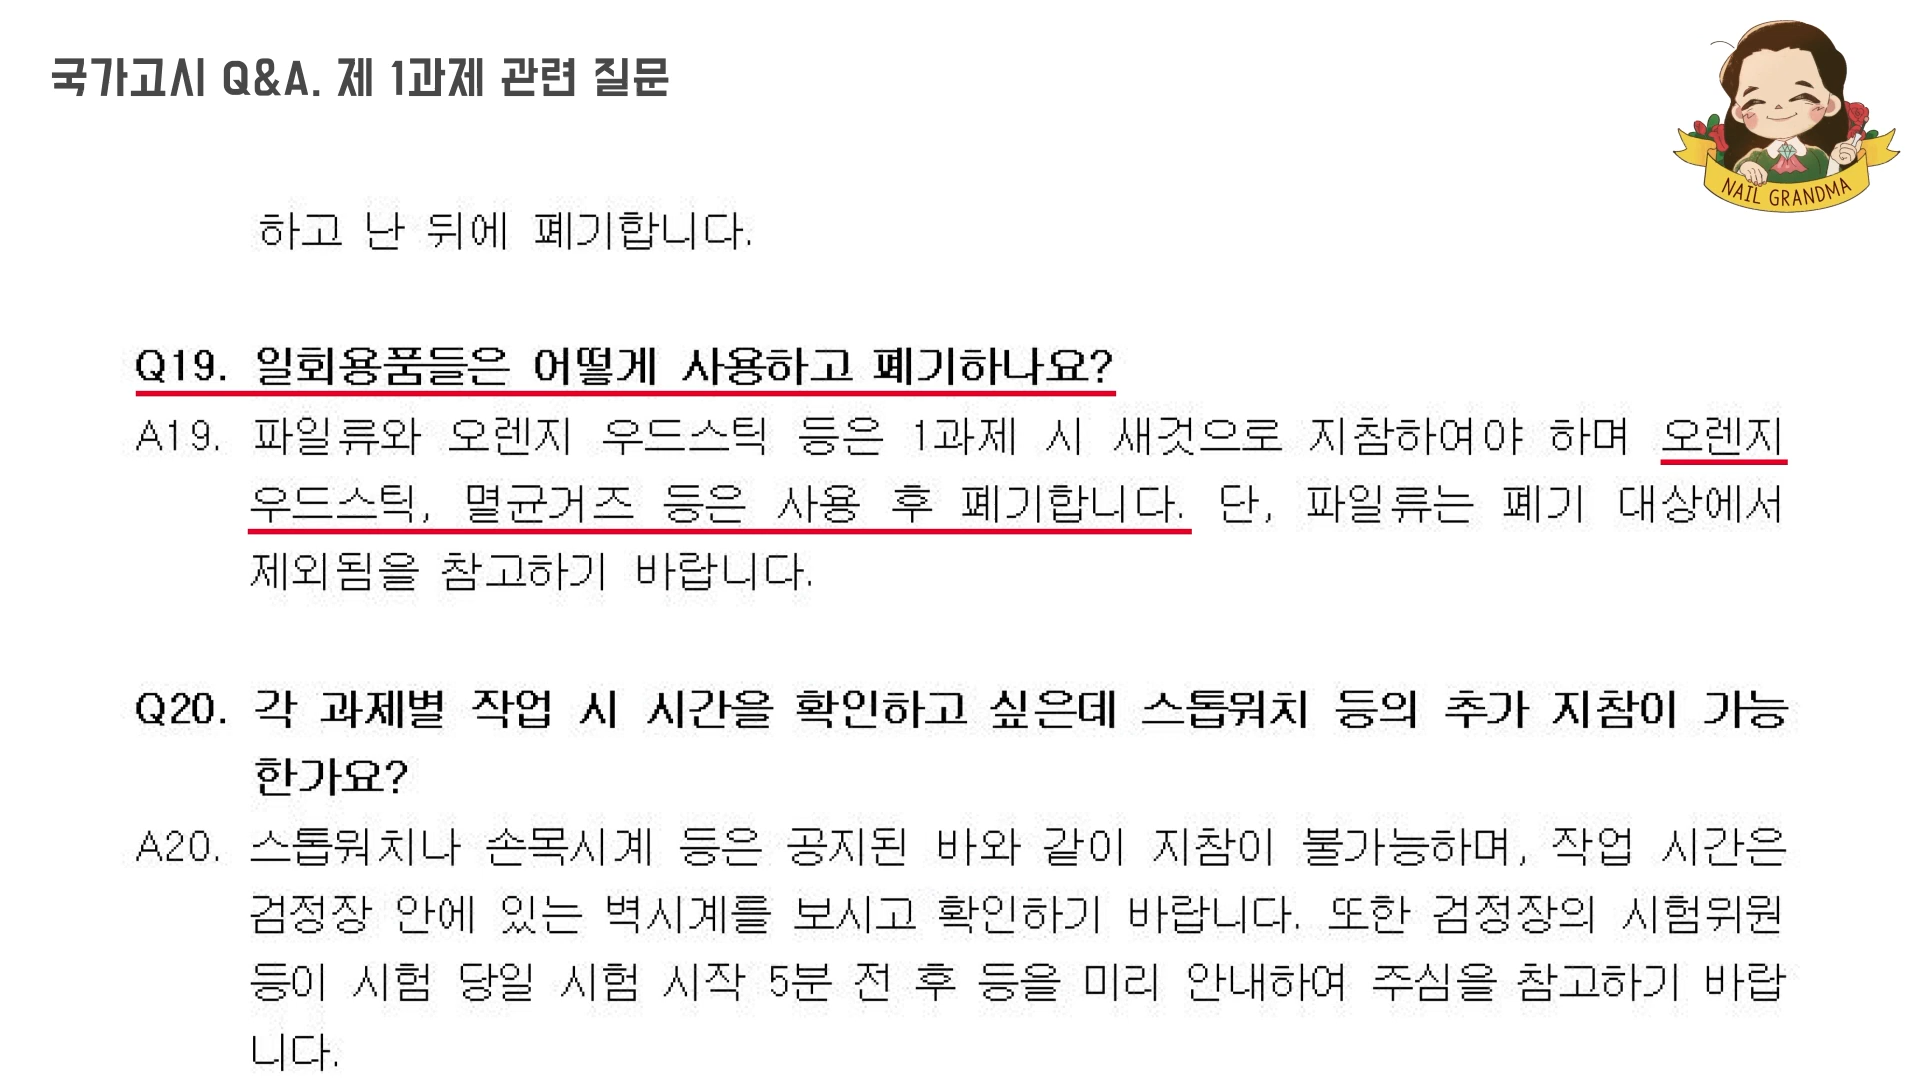 국가고시 Q&A. 제 1과제 관련 질문
NAIL GRANDMA
하고 난 뒤에 폐기합니다.
Q19. 일회용품들은 어떻게 사용하고 폐기하나요?
A19. 파일류와 오렌지 우드스틱 등은 1과제 시 새것으로 지참하여야 하며 오렌지
우드스틱, 멸균거즈 등은 사용 후 폐기합니다. 단, 파일류는 폐기 대상에서
제외됨을 참고하기 바랍니다.
Q20. 각 과제별 작업 시 시간을 확인하고 싶은데 스톱워치 등의 추가 지참이 가능
한가요?
A20. 스톱워치나 손목시계 등은 공지된 바와 같이 지참이 불가능하며, 작업 시간은
검정장 안에 있는 벽시계를 보시고 확인하기 바랍니다. 또한 검정장의 시험위원
등이 시험 당일 시험 시작 5분 전 후 등을 미리 안내하여 주심을 참고하기 바랍
니다.